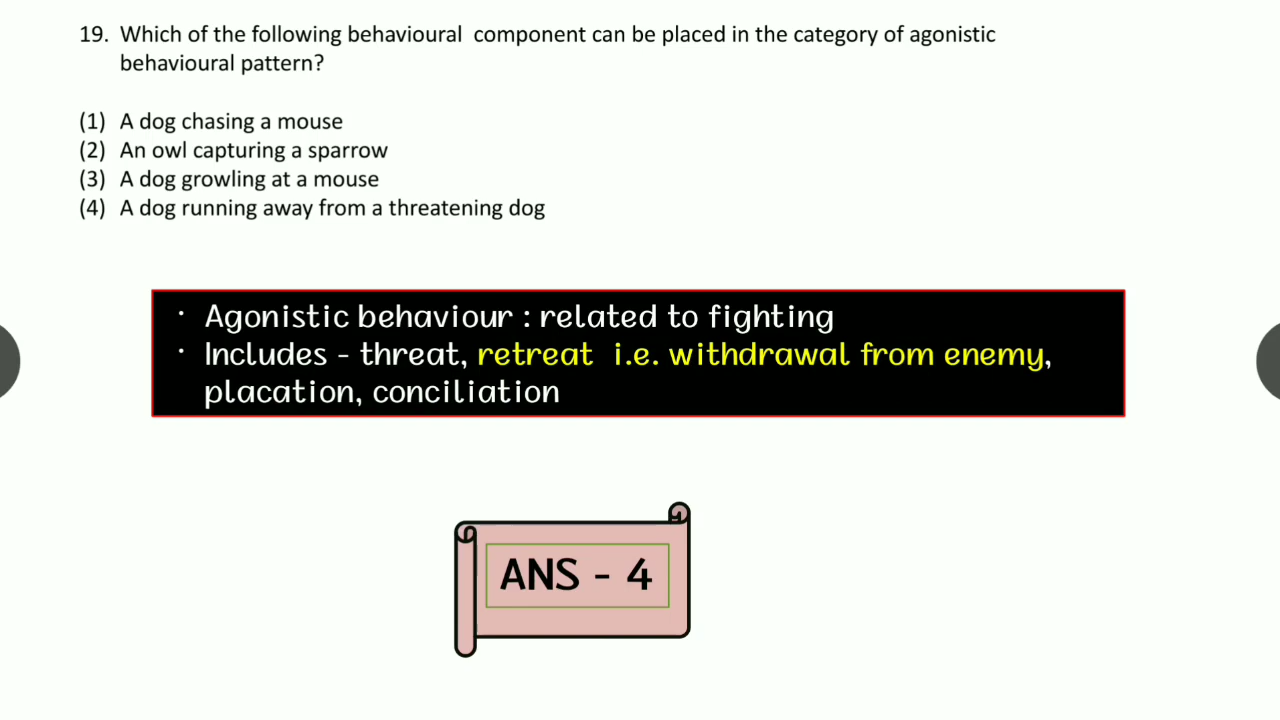 19. Which of the following behavioural component can be placed in the category of agonistic
behavioural pattern?
(1) A dog chasing a mouse
(2) An owl capturing a sparrow
(3) A dog growling at a mouse
(4) A dog running away from a threatening dog
· Agonistic behaviour : related to fighting
· Includes - threat, retreat i.e. withdrawal from enemy,
placation, conciliation
ANS - 4